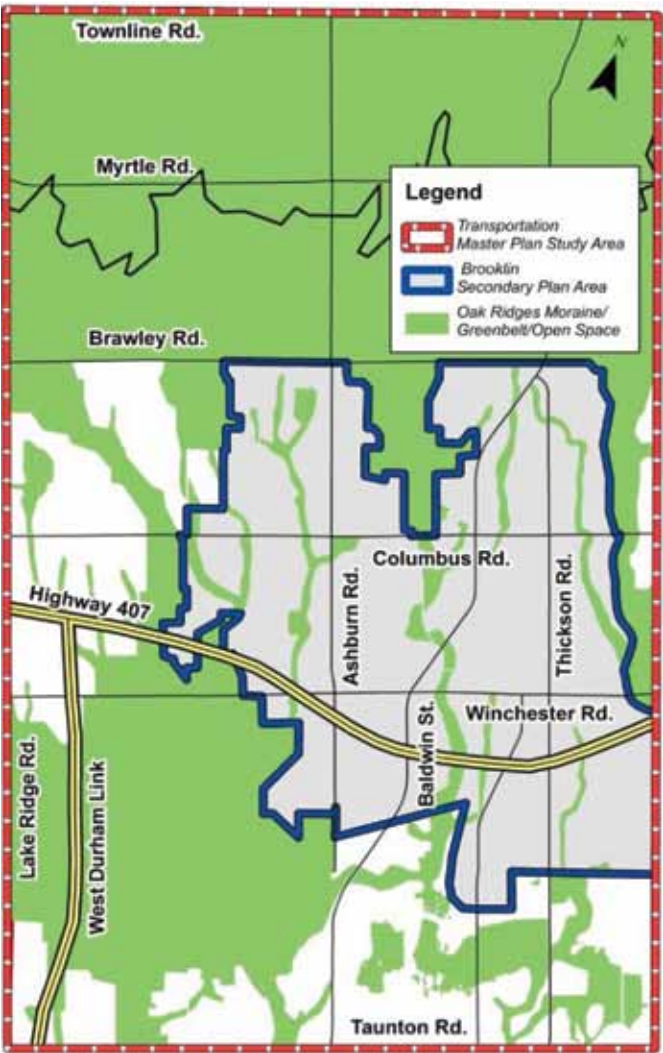 Townline Rd.
N
Myrtle Rd.
Legend
Transportation
Master Plan Study Area
Brooklin
Secondary Plan Area
Oak Ridges Moraine/
Greenbelt/Open Space
Brawley Rd.
Columbus Rd.
Highway 407
Ashburn Rd.
Thickson Rd.
Winchester Rd.
Baldwin St.
Lake Ridge Rd.
West Durham Link
Taunton Rd.